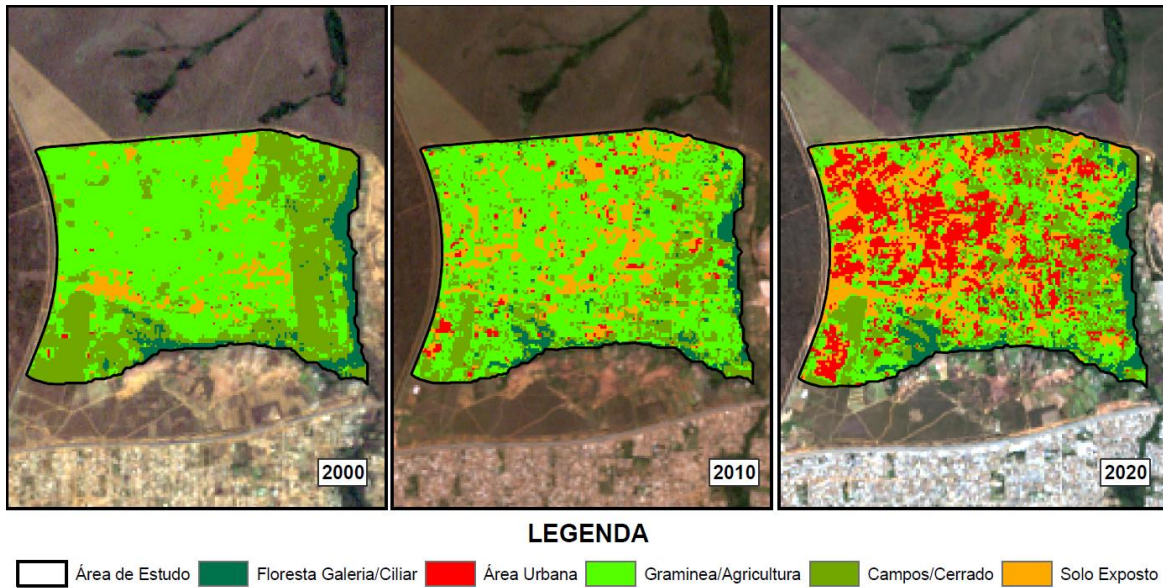 2000
2010
2020
LEGENDA
Área de Estudo
Floresta Galeria/Ciliar
Área Urbana
Graminea/Agricultura
Campos/Cerrado
Solo Exposto